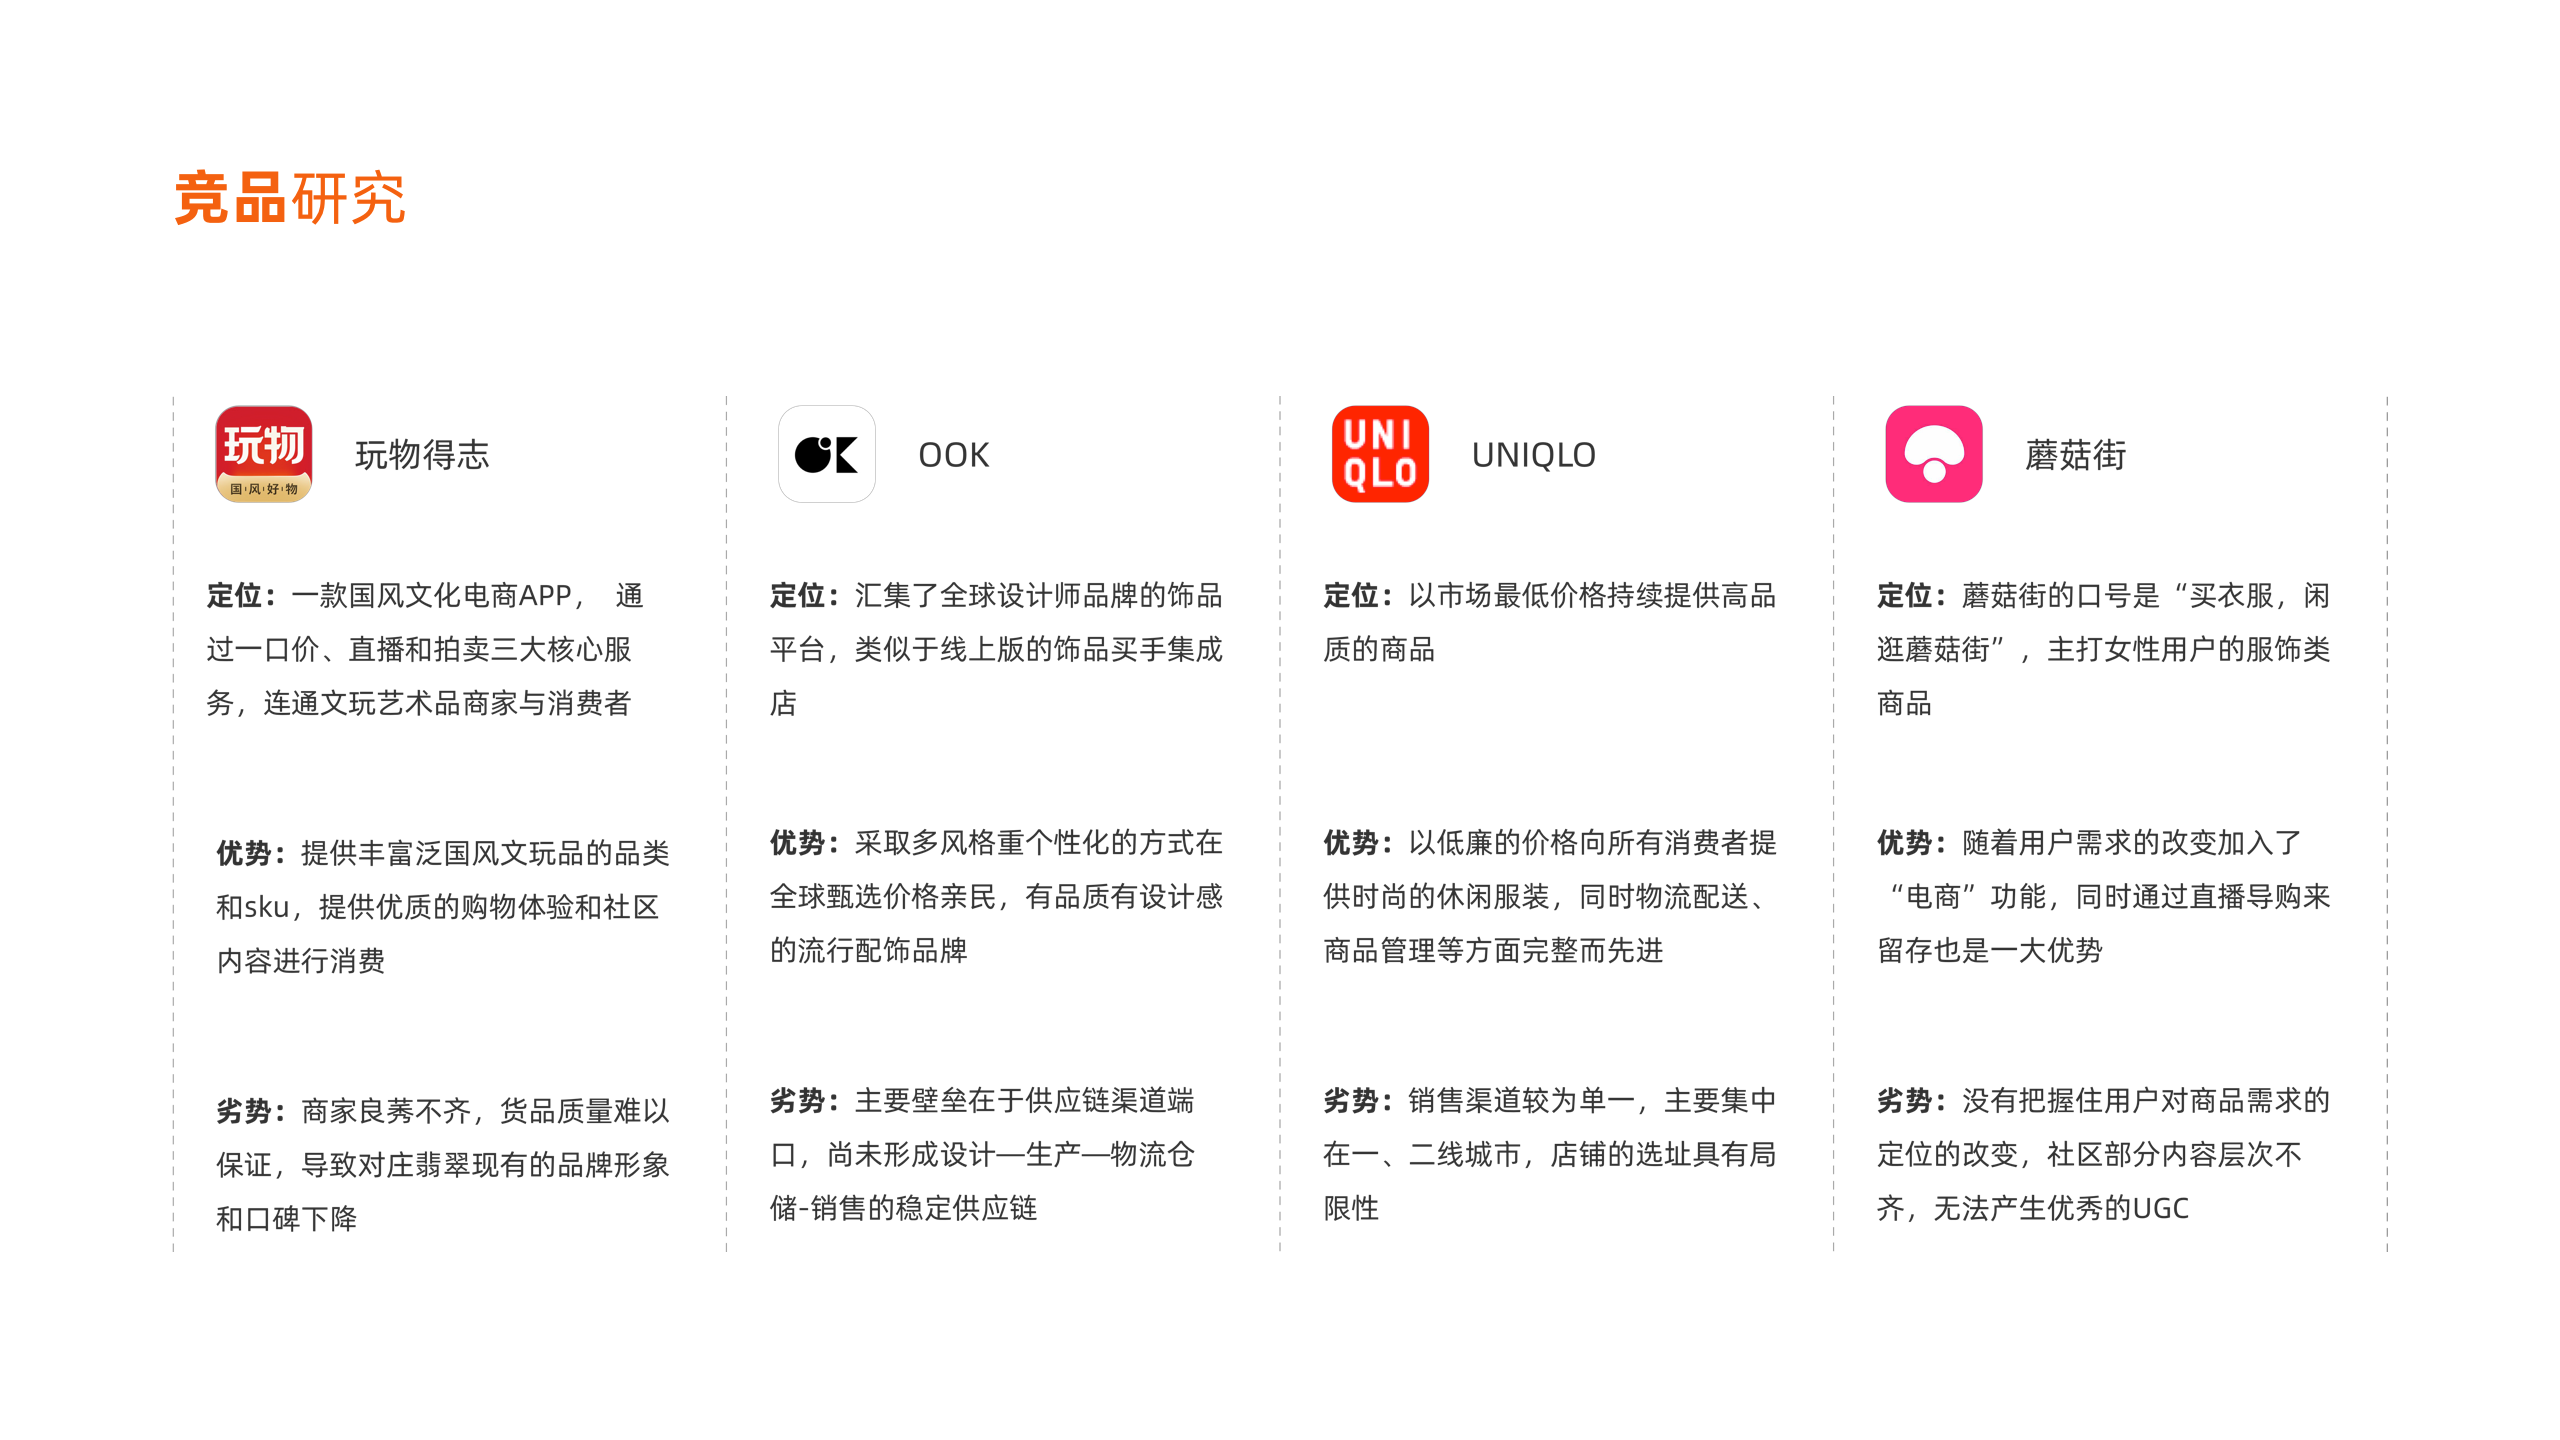 竞品研究
玩物
国风好物
玩物得志
定位：一款国风文化电商APP， 通
过一口价、直播和拍卖三大核心服
务，连通文玩艺术品商家与消费者
优势：提供丰富泛国风文玩品的品类
和sku，提供优质的购物体验和社区
内容进行消费
劣势：商家良莠不齐，货品质量难以
保证，导致对庄翡翠现有的品牌形象
和口碑下降
OK
OOK
定位：汇集了全球设计师品牌的饰品
平台，类似于线上版的饰品买手集成
店
优势：采取多风格重个性化的方式在
全球甄选价格亲民，有品质有设计感
的流行配饰品牌
劣势：主要壁垒在于供应链渠道端
口，尚未形成设计—生产—物流仓
储-销售的稳定供应链
UNI
QLO
UNIQLO
定位：以市场最低价格持续提供高品
质的商品
优势：以低廉的价格向所有消费者提
供时尚的休闲服装，同时物流配送、
商品管理等方面完整而先进
劣势：销售渠道较为单一，主要集中
在一、二线城市，店铺的选址具有局
限性
蘑菇街
定位：蘑菇街的口号是“买衣服，闲
逛蘑菇街”，主打女性用户的服饰类
商品
优势：随着用户需求的改变加入了
“电商”功能，同时通过直播导购来
留存也是一大优势
劣势：没有把握住用户对商品需求的
定位的改变，社区部分内容层次不
齐，无法产生优秀的UGC